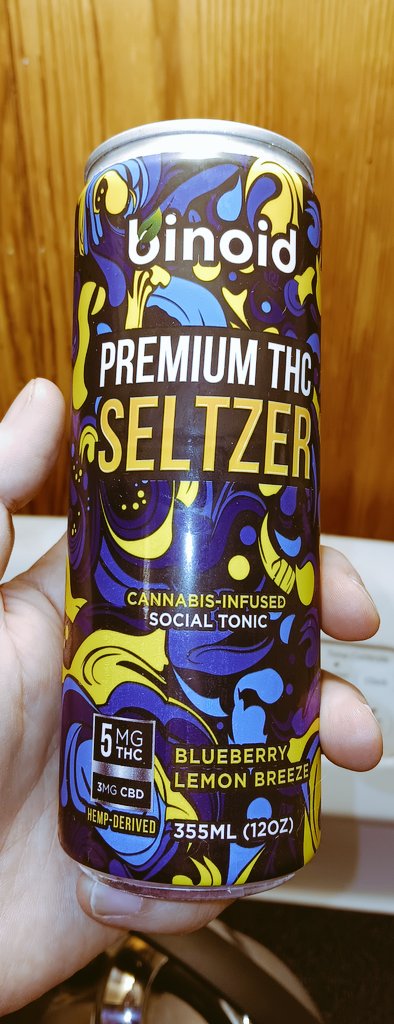 binoid
PREMIUM THC
SELTZER
CANNABIS-INFUSED
SOCIAL TONIC
5 MG
THC
3MG CBD
HEMP-DERIVED
BLUEBERRY
LEMON BREEZE
355ML (12OZ)